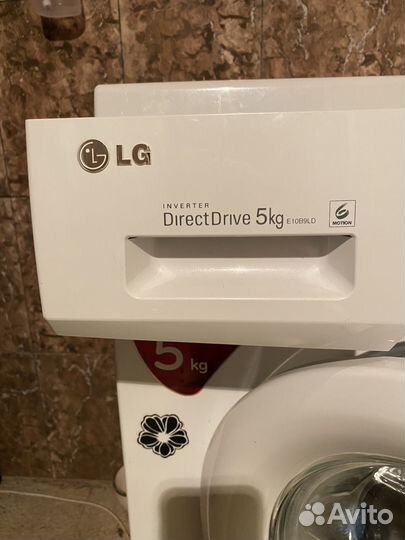 LG
INVERTER
DirectDrive 5kg E10B9LD
6
MOTION
5
kg
Avito